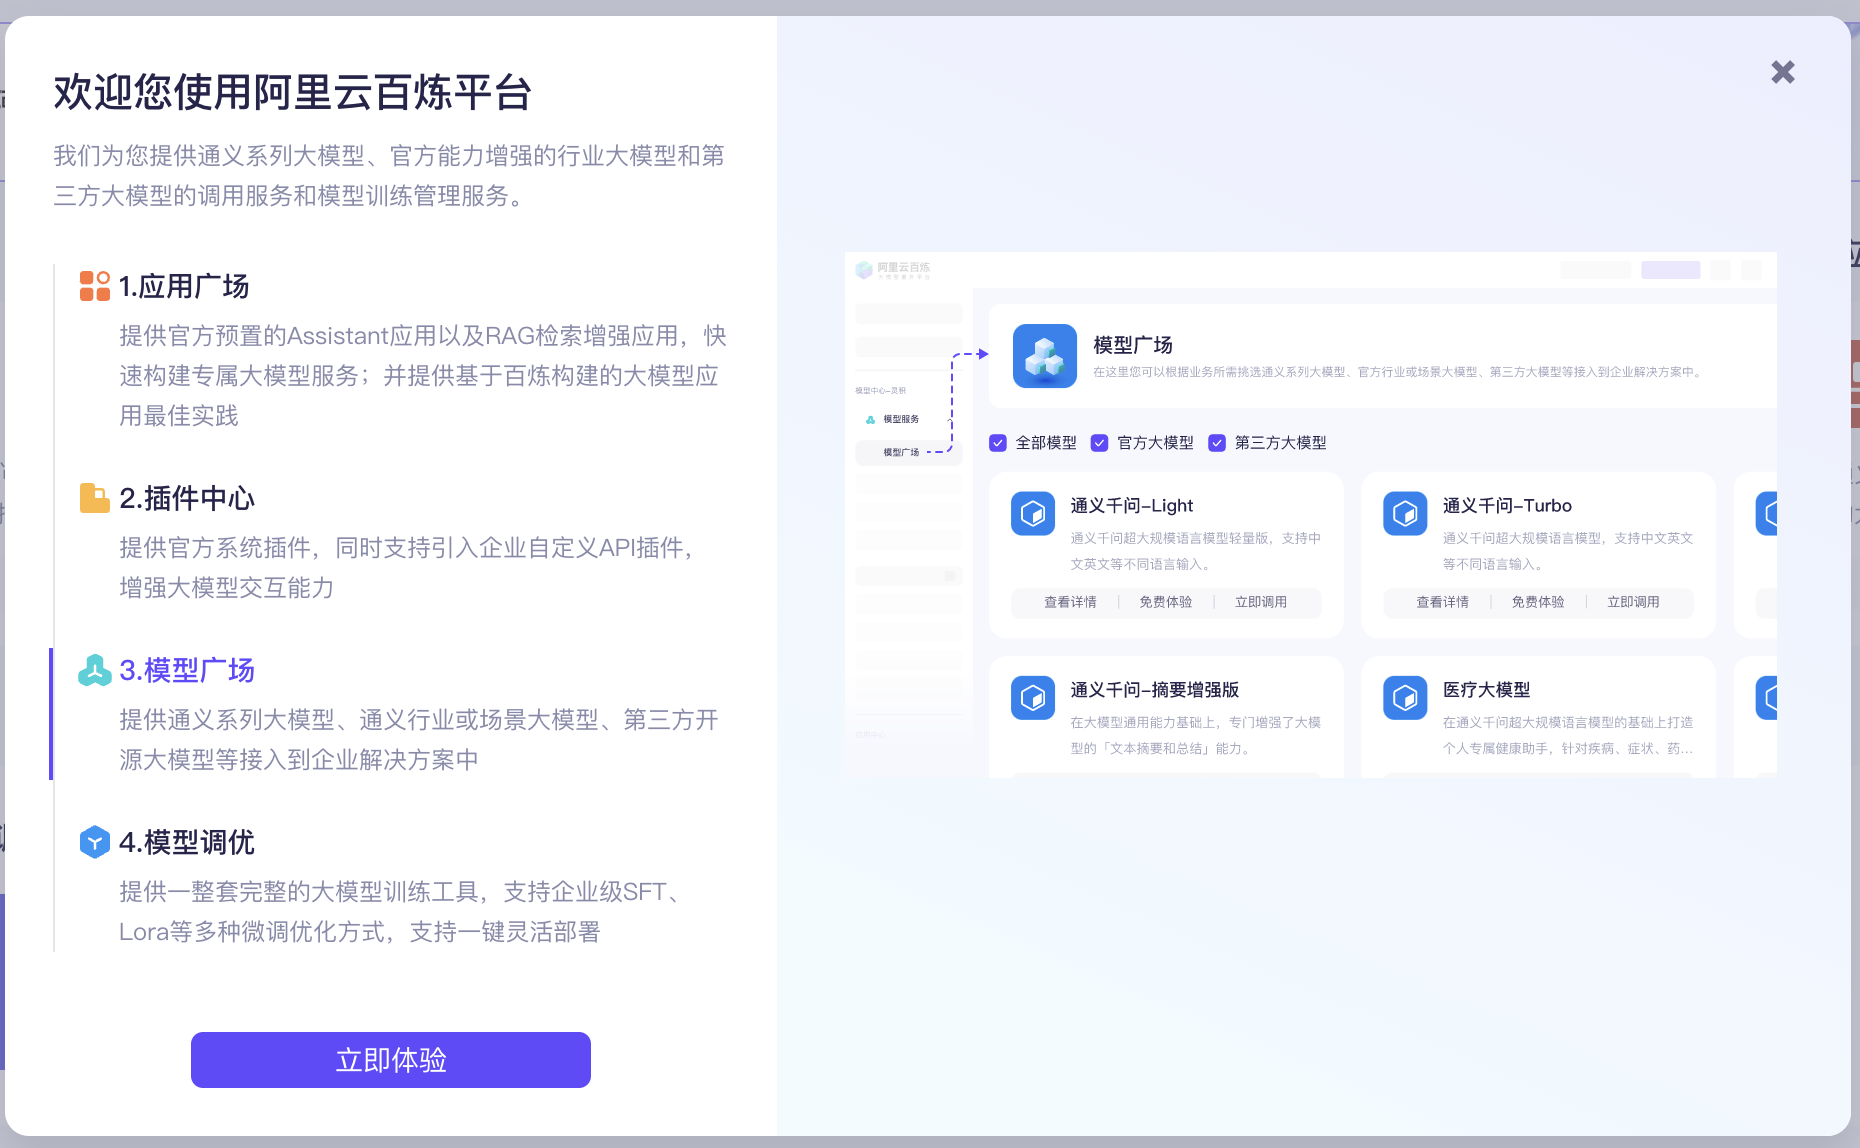 欢迎您使用阿里云百炼平台
我们为您提供通义系列大模型、官方能力增强的行业大模型和第
三方大模型的调用服务和模型训练管理服务。
1.应用广场
提供官方预置的Assistant应用以及RAG检索增强应用，快
速构建专属大模型服务；并提供基于百炼构建的大模型应
用最佳实践
2.插件中心
提供官方系统插件，同时支持引入企业自定义API插件，
增强大模型交互能力
3.模型广场
提供通义系列大模型、通义行业或场景大模型、第三方开
源大模型等接入到企业解决方案中
4.模型调优
提供一整套完整的大模型训练工具，支持企业级SFT、
Lora等多种微调优化方式，支持一键灵活部署
立即体验
阿里云百炼
模型中心-灵积
模型服务
模型广场
模型广场
在这里您可以根据业务所需挑选通义系列大模型、官方行业或场景大模型、第三方大模型等接入到企业解决方案中。
全部模型 官方大模型 第三方大模型
通义千问-Light
通义千问超大规模语言模型轻量版，支持中
文英文等不同语言输入。
查看详情 免费体验 立即调用
通义千问-Turbo
通义千问超大规模语言模型，支持中文英文
等不同语言输入。
查看详情 免费体验 立即调用
通义千问-摘要增强版
在大模型通用能力基础上，专门增强了大模
型的「文本摘要和总结」能力。
医疗大模型
在通义千问超大规模语言模型的基础上打造
个人专属健康助手，针对疾病、症状、药...